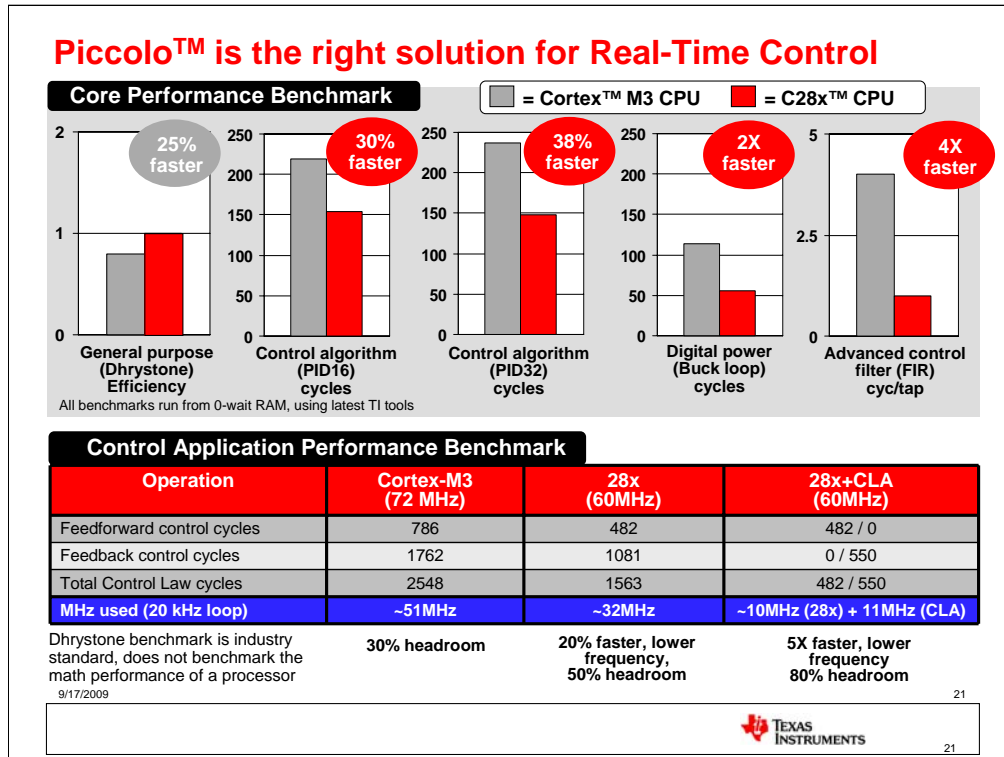 Piccolo™ is the right solution for Real-Time Control
Core Performance Benchmark
= Cortex™ M3 CPU
= C28x™ CPU
2
1
0
25%
faster
General purpose
(Dhrystone)
Efficiency
250
200
150
100
50
0
30%
faster
Control algorithm
(PID16)
cycles
250
200
150
100
50
0
38%
faster
Control algorithm
(PID32)
cycles
250
200
150
100
50
0
2X
faster
Digital power
(Buck loop)
cycles
5
2.5
0
4X
faster
Advanced control
filter (FIR)
cyc/tap
All benchmarks run from 0-wait RAM, using latest TI tools
Control Application Performance Benchmark
Operation
Cortex-M3
(72 MHz)
28x
(60MHz)
28x+CLA
(60MHz)
Feedforward control cycles 786 482 482 / 0
Feedback control cycles 1762 1081 0 / 550
Total Control Law cycles 2548 1563 482 / 550
MHz used (20 kHz loop) ~51MHz ~32MHz ~10MHz (28x) + 11MHz (CLA)
Dhrystone benchmark is industry
standard, does not benchmark the
math performance of a processor
30% headroom
20% faster, lower
frequency,
50% headroom
5X faster, lower
frequency
80% headroom
9/17/2009
21
TEXAS
INSTRUMENTS
21